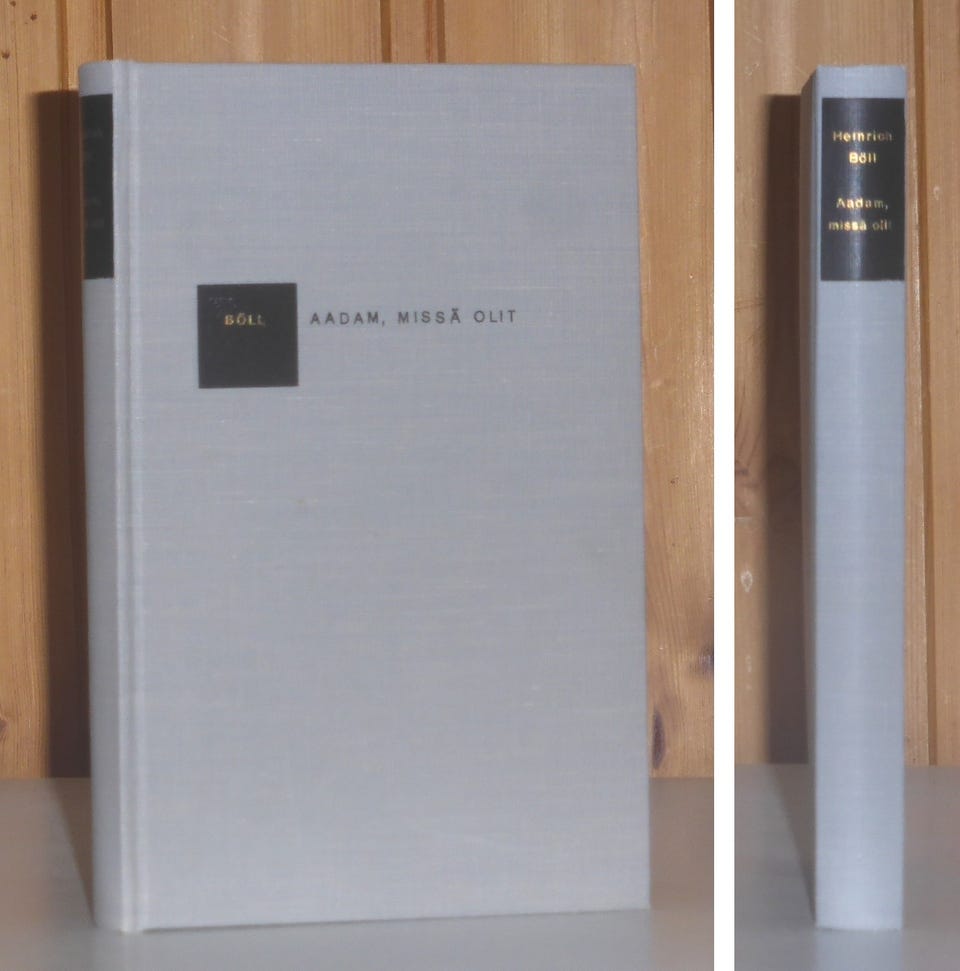 BÖLL
AADAM, MISSÄ OLIT
Heinrich
Böll
Aadam,
missä olit